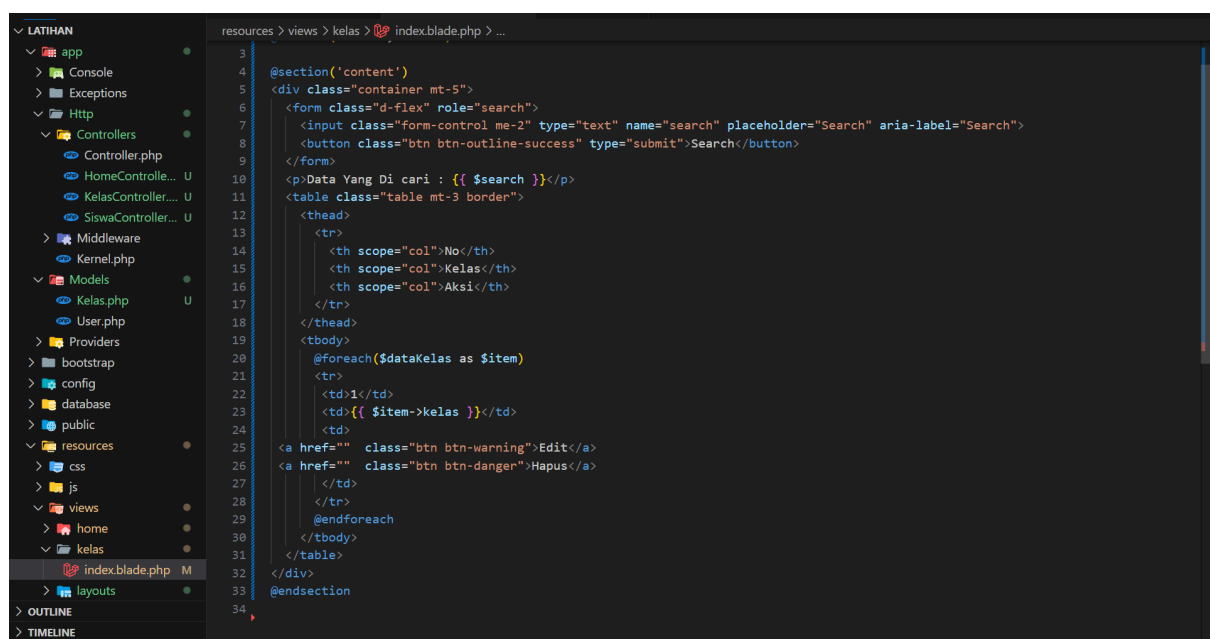 LATIHAN
app
Console
Exceptions
Http
Controllers
Controller.php
HomeControlle... U
KelasController.... U
SiswaController... U
Middleware
Kernel.php
Models
Kelas.php U
User.php
Providers
bootstrap
config
database
public
resources
css
js
views
home
kelas
index.blade.php M
layouts
OUTLINE
TIMELINE
resources > views > kelas > index.blade.php > ...
3
4 @section('content')
5 <div class="container mt-5">
6 <form class="d-flex" role="search">
7 <input class="form-control me-2" type="text" name="search" placeholder="Search" aria-label="Search">
8 <button class="btn btn-outline-success" type="submit">Search</button>
9 </form>
10 <p>Data Yang Di cari : {{ $search }}</p>
11 <table class="table mt-3 border">
12 <thead>
13 <tr>
14 <th scope="col">No</th>
15 <th scope="col">Kelas</th>
16 <th scope="col">Aksi</th>
17 </tr>
18 </thead>
19 <tbody>
20 @foreach($dataKelas as $item)
21 <tr>
22 <td>1</td>
23 <td>{{ $item->kelas }}</td>
24 <td>
25 <a href="" class="btn btn-warning">Edit</a>
26 <a href="" class="btn btn-danger">Hapus</a>
27 </td>
28 </tr>
29 @endforeach
30 </tbody>
31 </table>
32 </div>
33 @endsection
34